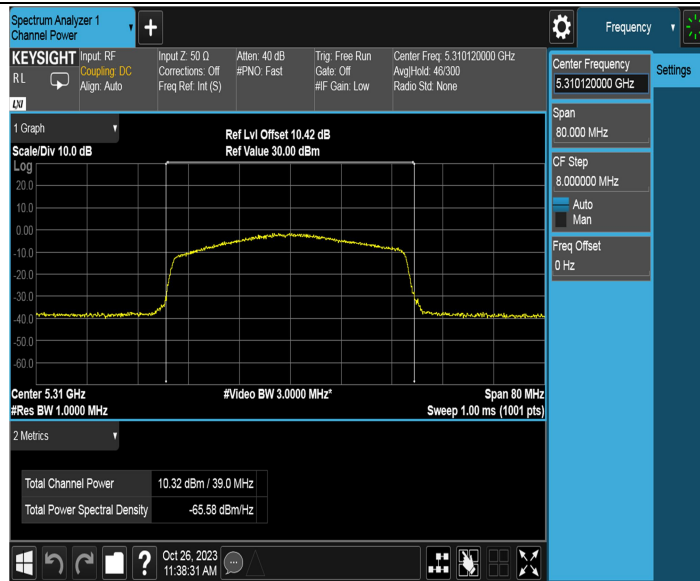 Spectrum Analyzer 1
Channel Power
+
Frequency
KEYSIGHT
RL
LXI
Input: RF
Coupling: DC
Align: Auto
Input Z: 50 Ω
Corrections: Off
Freq Ref: Int (S)
Atten: 40 dB
#PNO: Fast
Trig: Free Run
Gate: Off
#IF Gain: Low
Center Freq: 5.310120000 GHz
Avg|Hold: 46/300
Radio Std: None
Center Frequency
5.310120000 GHz
Settings
Span
80.000 MHz
CF Step
8.000000 MHz
Auto
Man
Freq Offset
0 Hz
1 Graph
Scale/Div 10.0 dB
Ref Lvl Offset 10.42 dB
Ref Value 30.00 dBm
Log
20.0
10.0
0.00
-10.0
-20.0
-30.0
-40.0
-50.0
-60.0
Center 5.31 GHz
#Video BW 3.0000 MHz*
Span 80 MHz
#Res BW 1.0000 MHz
Sweep 1.00 ms (1001 pts)
2 Metrics
Total Channel Power 10.32 dBm / 39.0 MHz
Total Power Spectral Density -65.58 dBm/Hz
?
Oct 26, 2023
11:38:31 AM